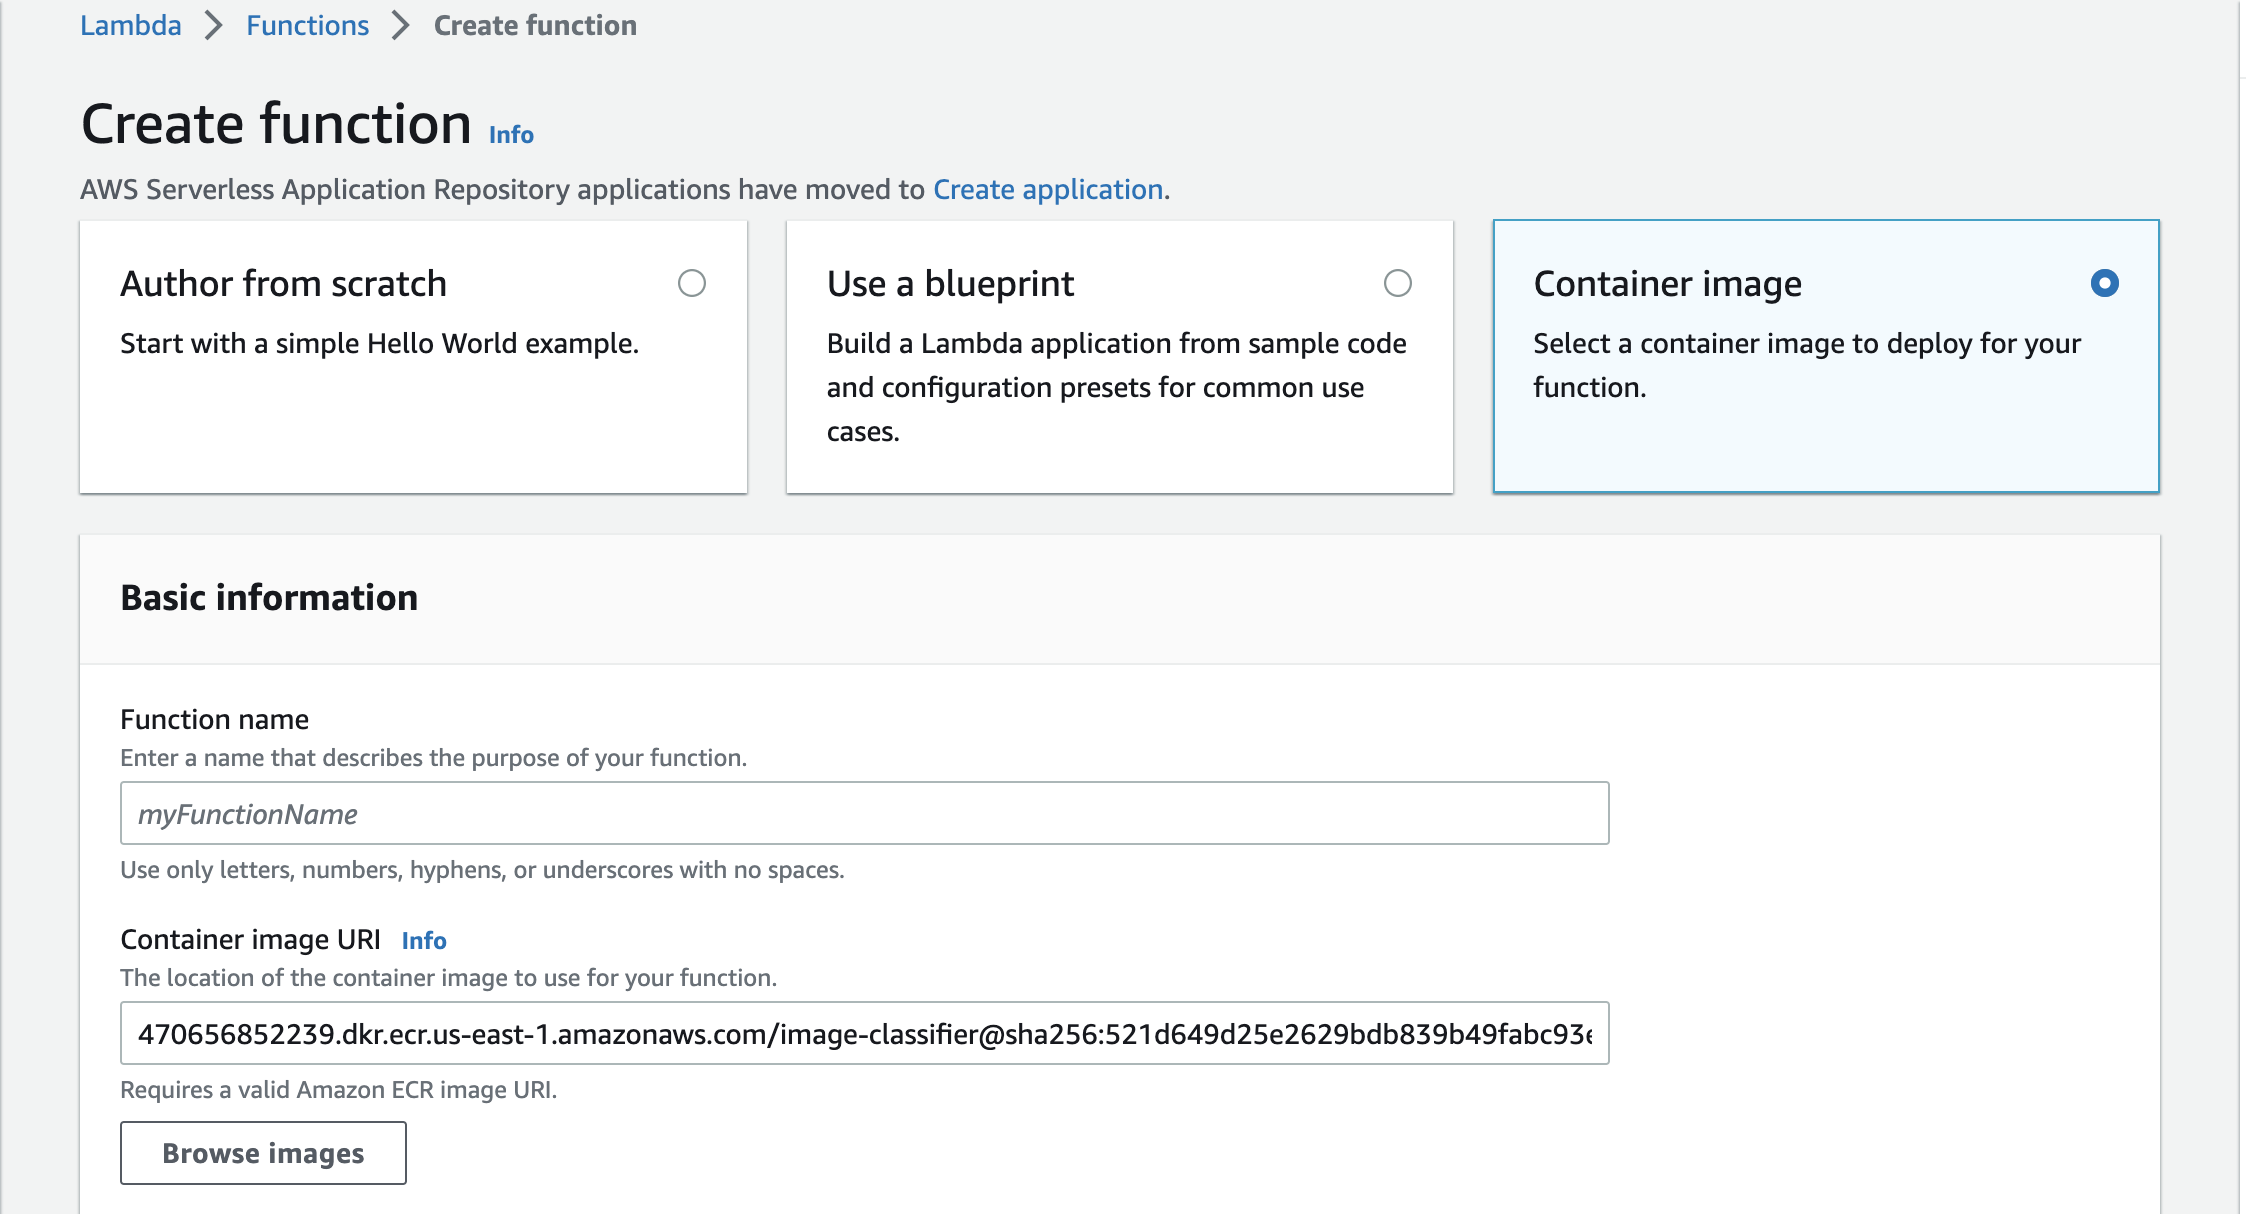 Lambda > Functions > Create function
Create function Info
AWS Serverless Application Repository applications have moved to Create application.
Author from scratch
Start with a simple Hello World example.
Use a blueprint
Build a Lambda application from sample code
and configuration presets for common use
cases.
Container image
Select a container image to deploy for your
function.
Basic information
Function name
Enter a name that describes the purpose of your function.
myFunctionName
Use only letters, numbers, hyphens, or underscores with no spaces.
Container image URI Info
The location of the container image to use for your function.
470656852239.dkr.ecr.us-east-1.amazonaws.com/image-classifier@sha256:521d649d25e2629bdb839b49fabc93e
Requires a valid Amazon ECR image URI.
Browse images